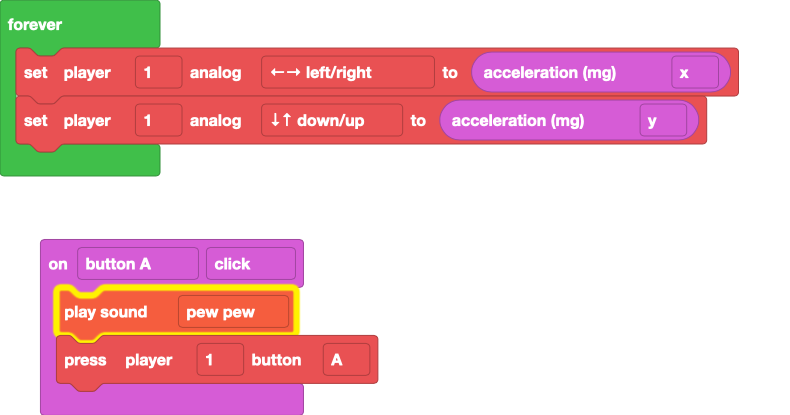 forever
set player 1 analog ←→ left/right to acceleration (mg) x
set player 1 analog ↓↑ down/up to acceleration (mg) y
on button A click
play sound pew pew
press player 1 button A